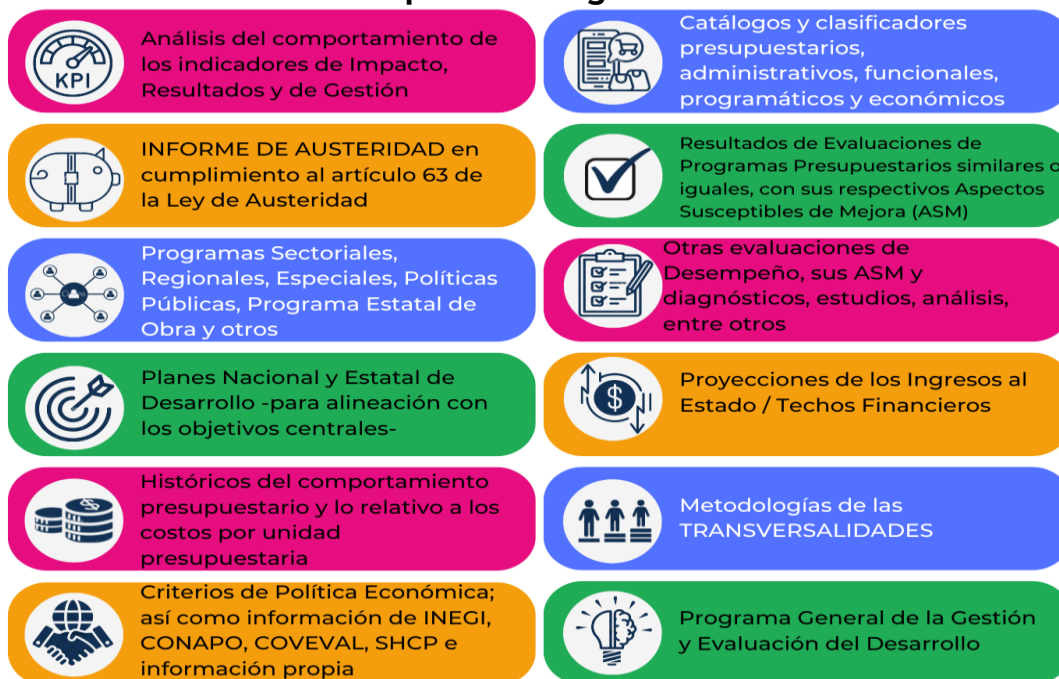 Análisis del comportamiento de
los indicadores de Impacto,
Resultados y de Gestión
KPI
INFORME DE AUSTERIDAD en
cumplimiento al artículo 63 de
la Ley de Austeridad
Programas Sectoriales,
Regionales, Especiales, Políticas
Públicas, Programa Estatal de
Obra y otros
Planes Nacional y Estatal de
Desarrollo -para alineación con
los objetivos centrales-
Históricos del comportamiento
presupuestario y lo relativo a los
costos por unidad
presupuestaria
Criterios de Política Económica;
así como información de INEGI,
CONAPO, COVEVAL, SHCP e
información propia
Catálogos y clasificadores
presupuestarios,
administrativos, funcionales,
programáticos y económicos
Resultados de Evaluaciones de
Programas Presupuestarios similares o
iguales, con sus respectivos Aspectos
Susceptibles de Mejora (ASM)
Otras evaluaciones de
Desempeño, sus ASM y
diagnósticos, estudios, análisis,
entre otros
Proyecciones de los Ingresos al
Estado / Techos Financieros
Metodologías de las
TRANSVERSALIDADES
Programa General de la Gestión
y Evaluación del Desarrollo